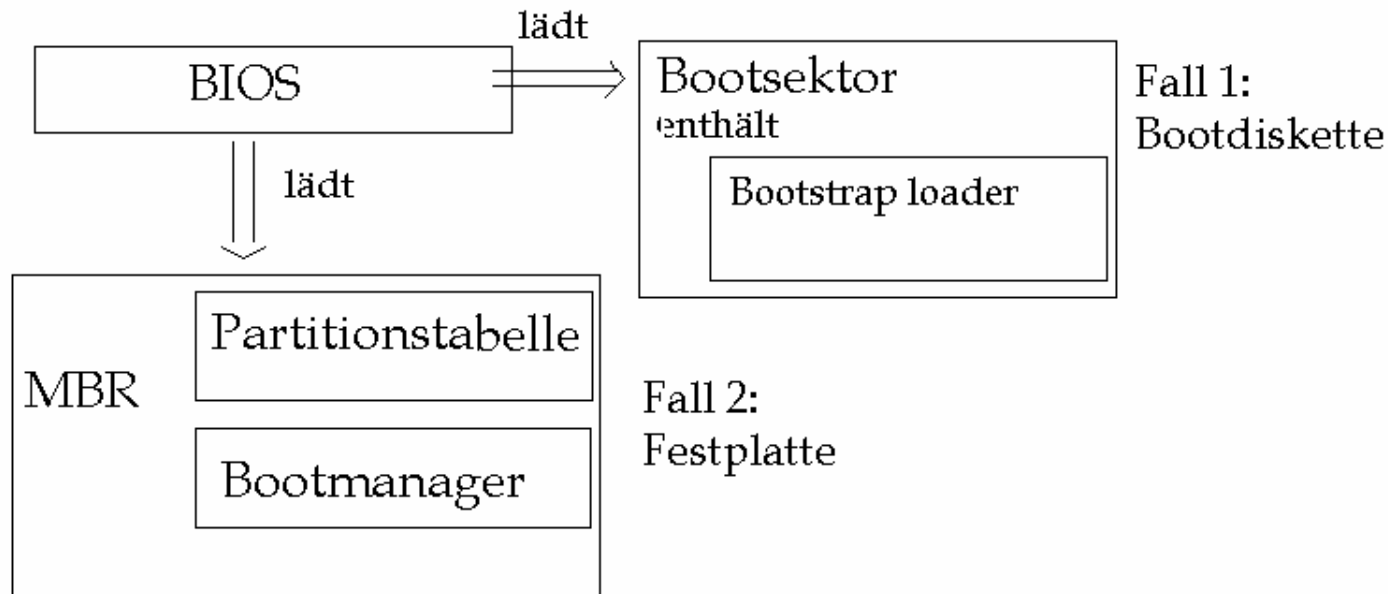 lädt
BIOS
Bootsektor
enthält
Bootstrap loader
Fall 1:
Bootdiskette
lädt
MBR
Partitionstabelle
Bootmanager
Fall 2:
Festplatte